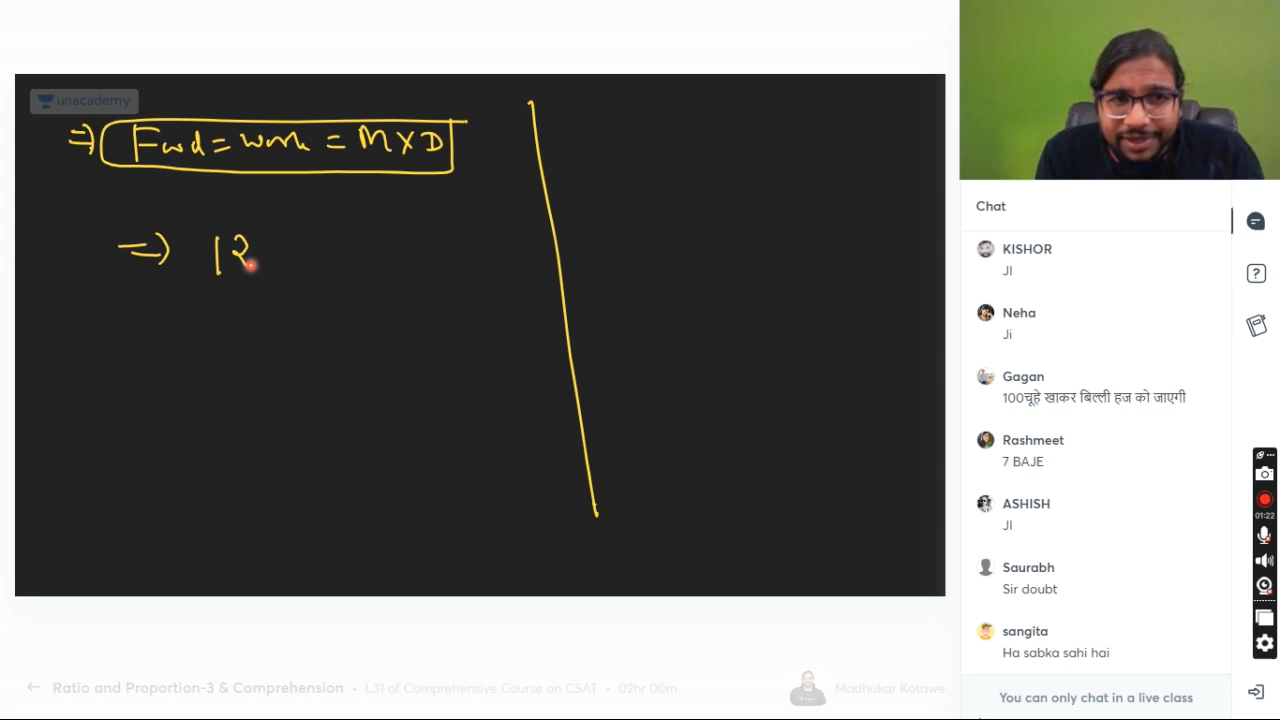 unacademy
=> Fwd = work = M X D
=> 12
Chat
KISHOR
JI
Neha
Ji
Gagan
100चूहे खाकर बिल्ली हज को जाएगी
Rashmeet
7 BAJE
ASHISH
JI
Saurabh
Sir doubt
sangita
Ha sabka sahi hai
You can only chat in a live class
01:22
← Ratio and Proportion-3 & Comprehension • L31 of Comprehensive Course on CSAT • 02hr 00m
Madhukar Kotawe